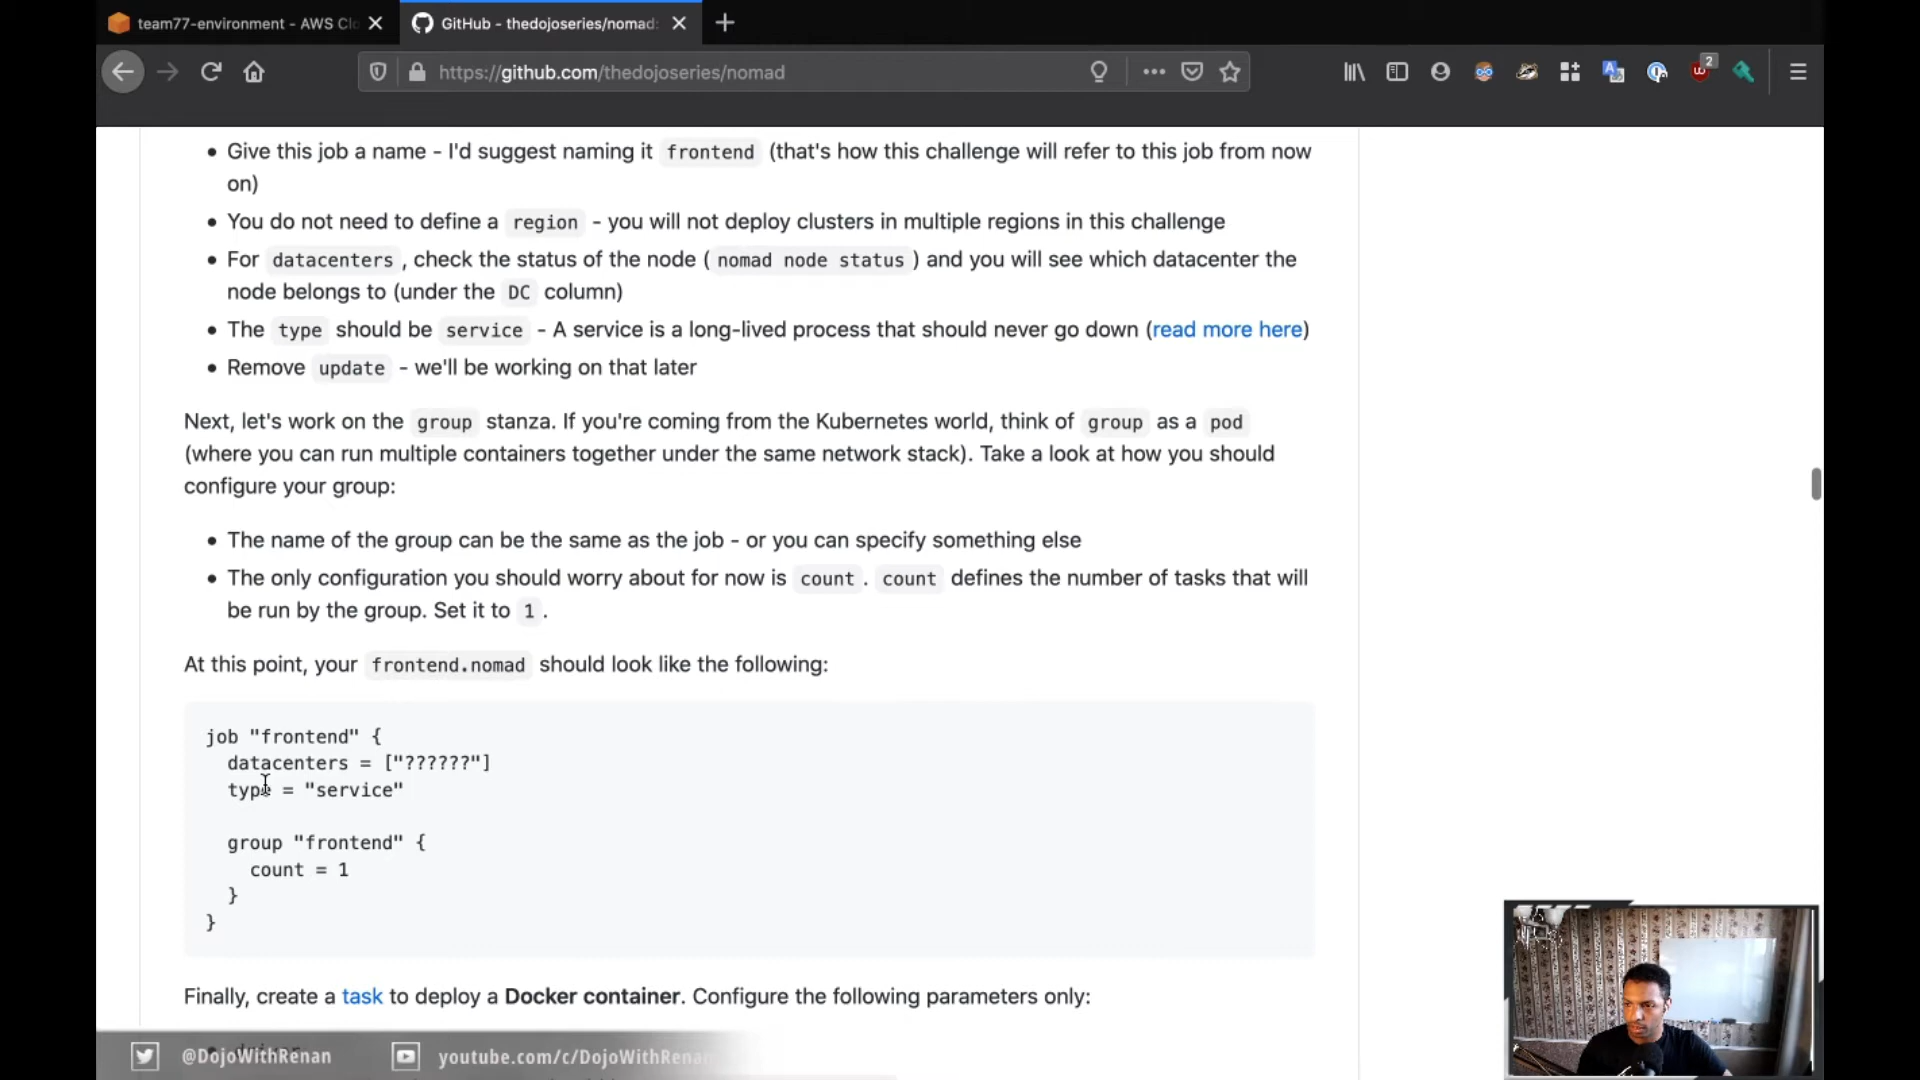 team77-environment - AWS Clo
GitHub - thedojoseries/nomad:
https://github.com/thedojoseries/nomad
2
Give this job a name - I'd suggest naming it frontend (that's how this challenge will refer to this job from now
on)
You do not need to define a region - you will not deploy clusters in multiple regions in this challenge
For datacenters , check the status of the node ( nomad node status ) and you will see which datacenter the
node belongs to (under the DC column)
The type should be service - A service is a long-lived process that should never go down (read more here)
Remove update - we'll be working on that later
Next, let's work on the group stanza. If you're coming from the Kubernetes world, think of group as a pod
(where you can run multiple containers together under the same network stack). Take a look at how you should
configure your group:
The name of the group can be the same as the job - or you can specify something else
The only configuration you should worry about for now is count . count defines the number of tasks that will
be run by the group. Set it to 1 .
At this point, your frontend.nomad should look like the following:
job "frontend" {
datacenters = ["??????"]
type = "service"
group "frontend" {
count = 1
}
}
Finally, create a task to deploy a Docker container. Configure the following parameters only:
@DojoWithRenan
youtube.com/c/DojoWithRenan